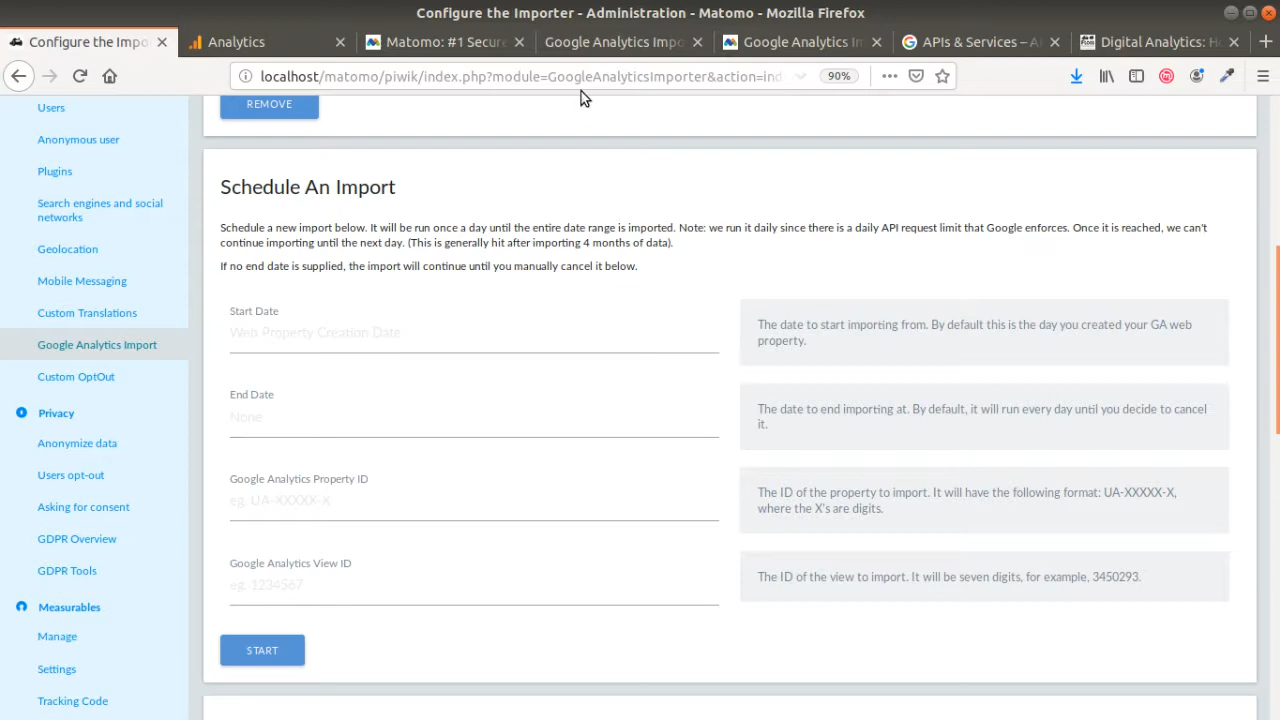 Configure the Importer - Administration - Matomo - Mozilla Firefox
Configure the Impo
Analytics
Matomo: #1 Secure
Google Analytics Impo
Google Analytics Im
APIs & Services – A
Digital Analytics: H
localhost/matomo/piwik/index.php?module=GoogleAnalyticsImporter&action=ind
90%
Users
Anonymous user
Plugins
Search engines and social
networks
Geolocation
Mobile Messaging
Custom Translations
Google Analytics Import
Custom OptOut
Privacy
Anonymize data
Users opt-out
Asking for consent
GDPR Overview
GDPR Tools
Measurables
Manage
Settings
Tracking Code
REMOVE
Schedule An Import
Schedule a new import below. It will be run once a day until the entire date range is imported. Note: we run it daily since there is a daily API request limit that Google enforces. Once it is reached, we can't
continue importing until the next day. (This is generally hit after importing 4 months of data).
If no end date is supplied, the import will continue until you manually cancel it below.
Start Date
Web Property Creation Date
The date to start importing from. By default this is the day you created your GA web
property.
End Date
None
The date to end importing at. By default, it will run every day until you decide to cancel
it.
Google Analytics Property ID
eg. UA-XXXXX-X
The ID of the property to import. It will have the following format: UA-XXXXX-X,
where the X's are digits.
Google Analytics View ID
eg. 1234567
The ID of the view to import. It will be seven digits, for example, 3450293.
START